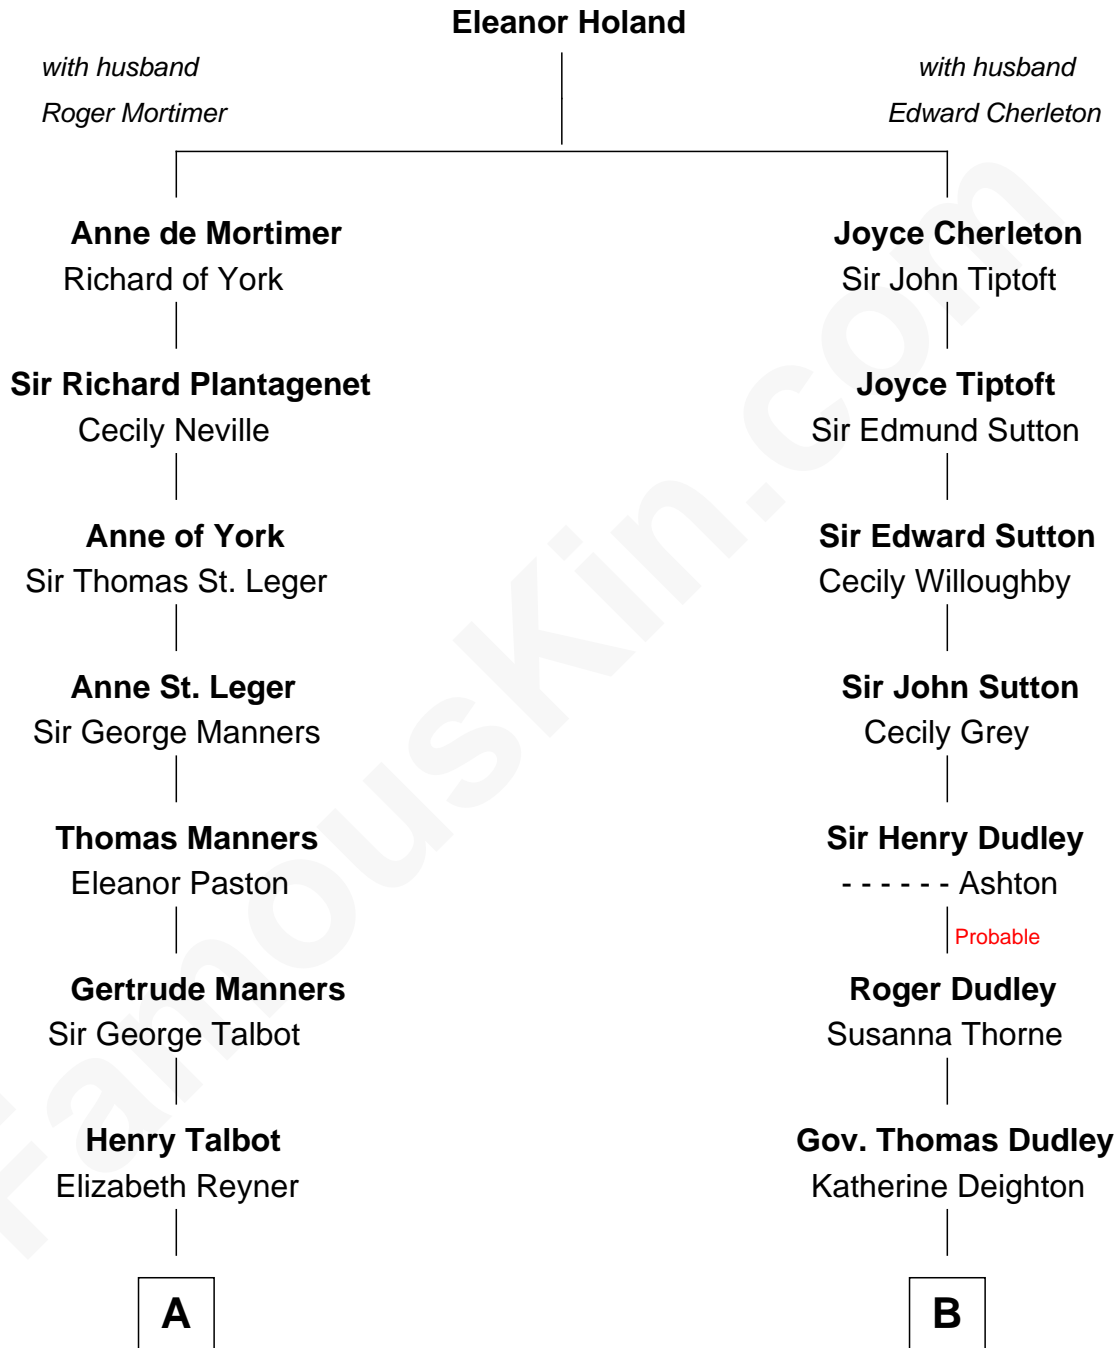 Eleanor Holand
with husband
Roger Mortimer
with husband
Edward Cherleton
Anne de Mortimer
Richard of York
Joyce Cherleton
Sir John Tiptoft
Sir Richard Plantagenet
Cecily Neville
Joyce Tiptoft
Sir Edmund Sutton
Anne of York
Sir Thomas St. Leger
Sir Edward Sutton
Cecily Willoughby
Anne St. Leger
Sir George Manners
Sir John Sutton
Cecily Grey
Thomas Manners
Eleanor Paston
Sir Henry Dudley
- - - - - - Ashton
Probable
Gertrude Manners
Sir George Talbot
Roger Dudley
Susanna Thorne
Henry Talbot
Elizabeth Reyner
Gov. Thomas Dudley
Katherine Deighton
A
B
FamousKin.com